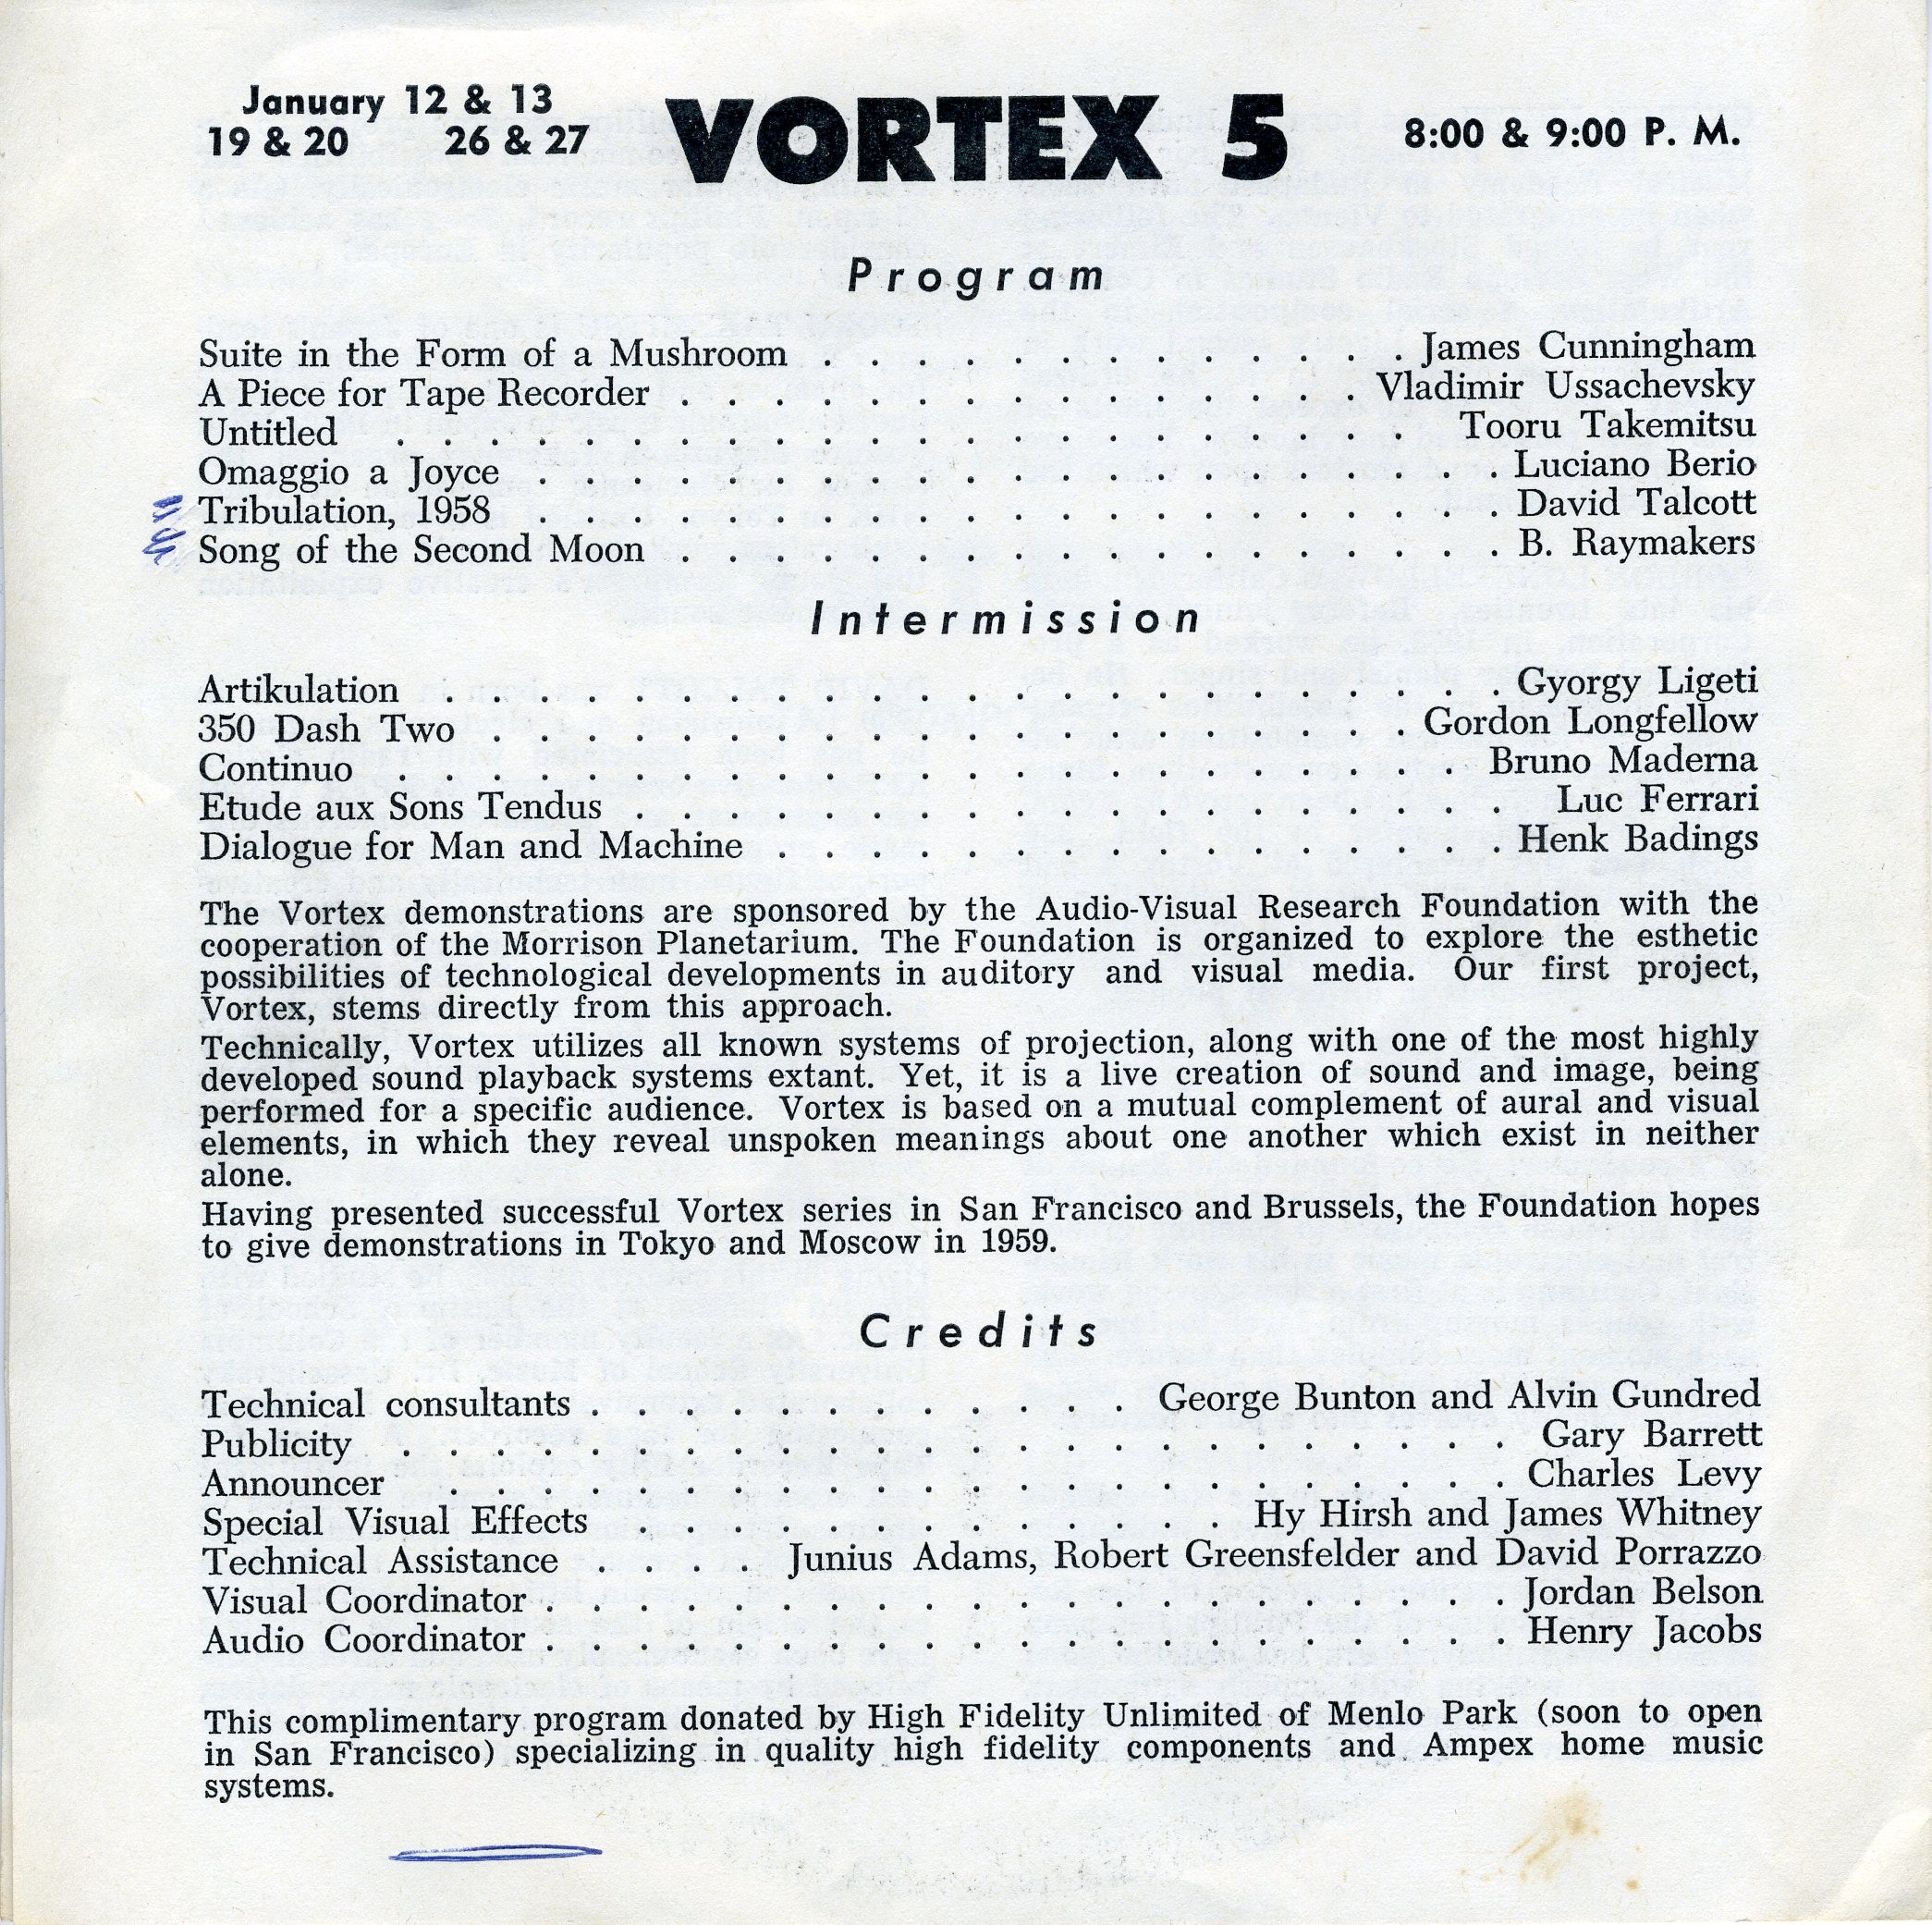 January 12 & 13
19 & 20 26 & 27
VORTEX 5
8:00 & 9:00 P. M.
Program
Suite in the Form of a Mushroom . . . . . . . . . . . . . James Cunningham
A Piece for Tape Recorder . . . . . . . . . . . . . . . Vladimir Ussachevsky
Untitled . . . . . . . . . . . . . . . . . . . . . . Tooru Takemitsu
Omaggio a Joyce . . . . . . . . . . . . . . . . . . . . . Luciano Berio
Tribulation, 1958 . . . . . . . . . . . . . . . . . . . . . David Talcott
Song of the Second Moon . . . . . . . . . . . . . . . . . . B. Raymakers
Intermission
Artikulation . . . . . . . . . . . . . . . . . . . . . . . Gyorgy Ligeti
350 Dash Two . . . . . . . . . . . . . . . . . . . . Gordon Longfellow
Continuo . . . . . . . . . . . . . . . . . . . . . . . Bruno Maderna
Etude aux Sons Tendus . . . . . . . . . . . . . . . . . . . Luc Ferrari
Dialogue for Man and Machine . . . . . . . . . . . . . . . . Henk Badings
The Vortex demonstrations are sponsored by the Audio-Visual Research Foundation with the
cooperation of the Morrison Planetarium. The Foundation is organized to explore the esthetic
possibilities of technological developments in auditory and visual media. Our first project,
Vortex, stems directly from this approach.
Technically, Vortex utilizes all known systems of projection, along with one of the most highly
developed sound playback systems extant. Yet, it is a live creation of sound and image, being
performed for a specific audience. Vortex is based on a mutual complement of aural and visual
elements, in which they reveal unspoken meanings about one another which exist in neither
alone.
Having presented successful Vortex series in San Francisco and Brussels, the Foundation hopes
to give demonstrations in Tokyo and Moscow in 1959.
Credits
Technical consultants . . . . . . . . . . . . George Bunton and Alvin Gundred
Publicity . . . . . . . . . . . . . . . . . . . . . . . . Gary Barrett
Announcer . . . . . . . . . . . . . . . . . . . . . . . Charles Levy
Special Visual Effects . . . . . . . . . . . . . Hy Hirsh and James Whitney
Technical Assistance . . . . Junius Adams, Robert Greensfelder and David Porrazzo
Visual Coordinator . . . . . . . . . . . . . . . . . . . . . Jordan Belson
Audio Coordinator . . . . . . . . . . . . . . . . . . . . . Henry Jacobs
This complimentary program donated by High Fidelity Unlimited of Menlo Park (soon to open
in San Francisco) specializing in quality high fidelity components and Ampex home music
systems.